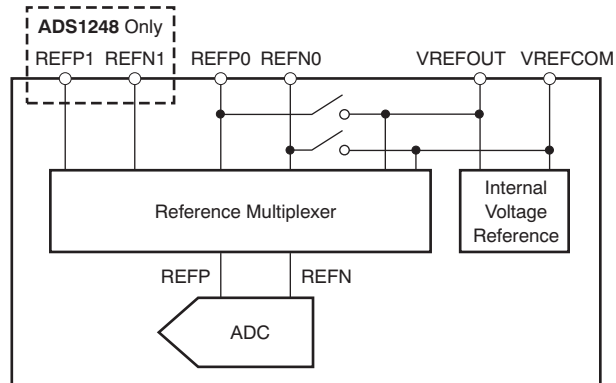 ADS1248 Only
REFP1 REFN1 REFP0 REFN0 VREFOUT VREFCOM
Reference Multiplexer
Internal
Voltage
Reference
REFP REFN
ADC